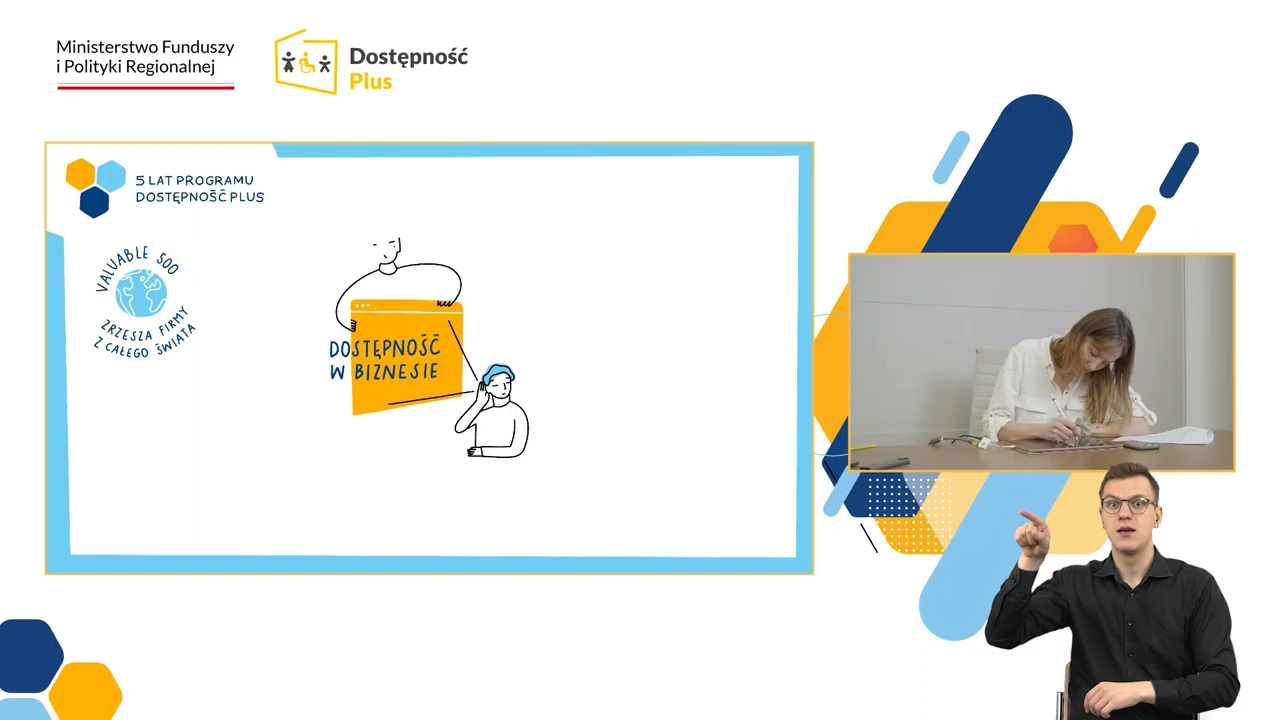 Ministerstwo Funduszy
i Polityki Regionalnej
Dostępność
Plus
5 LAT PROGRAMU
DOSTĘPNOŚĆ PLUS
VALUABLE 500
ZRZESZA FIRMY
Z CAŁEGO ŚWIATA
DOSTĘPNOŚĆ
W BIZNESIE